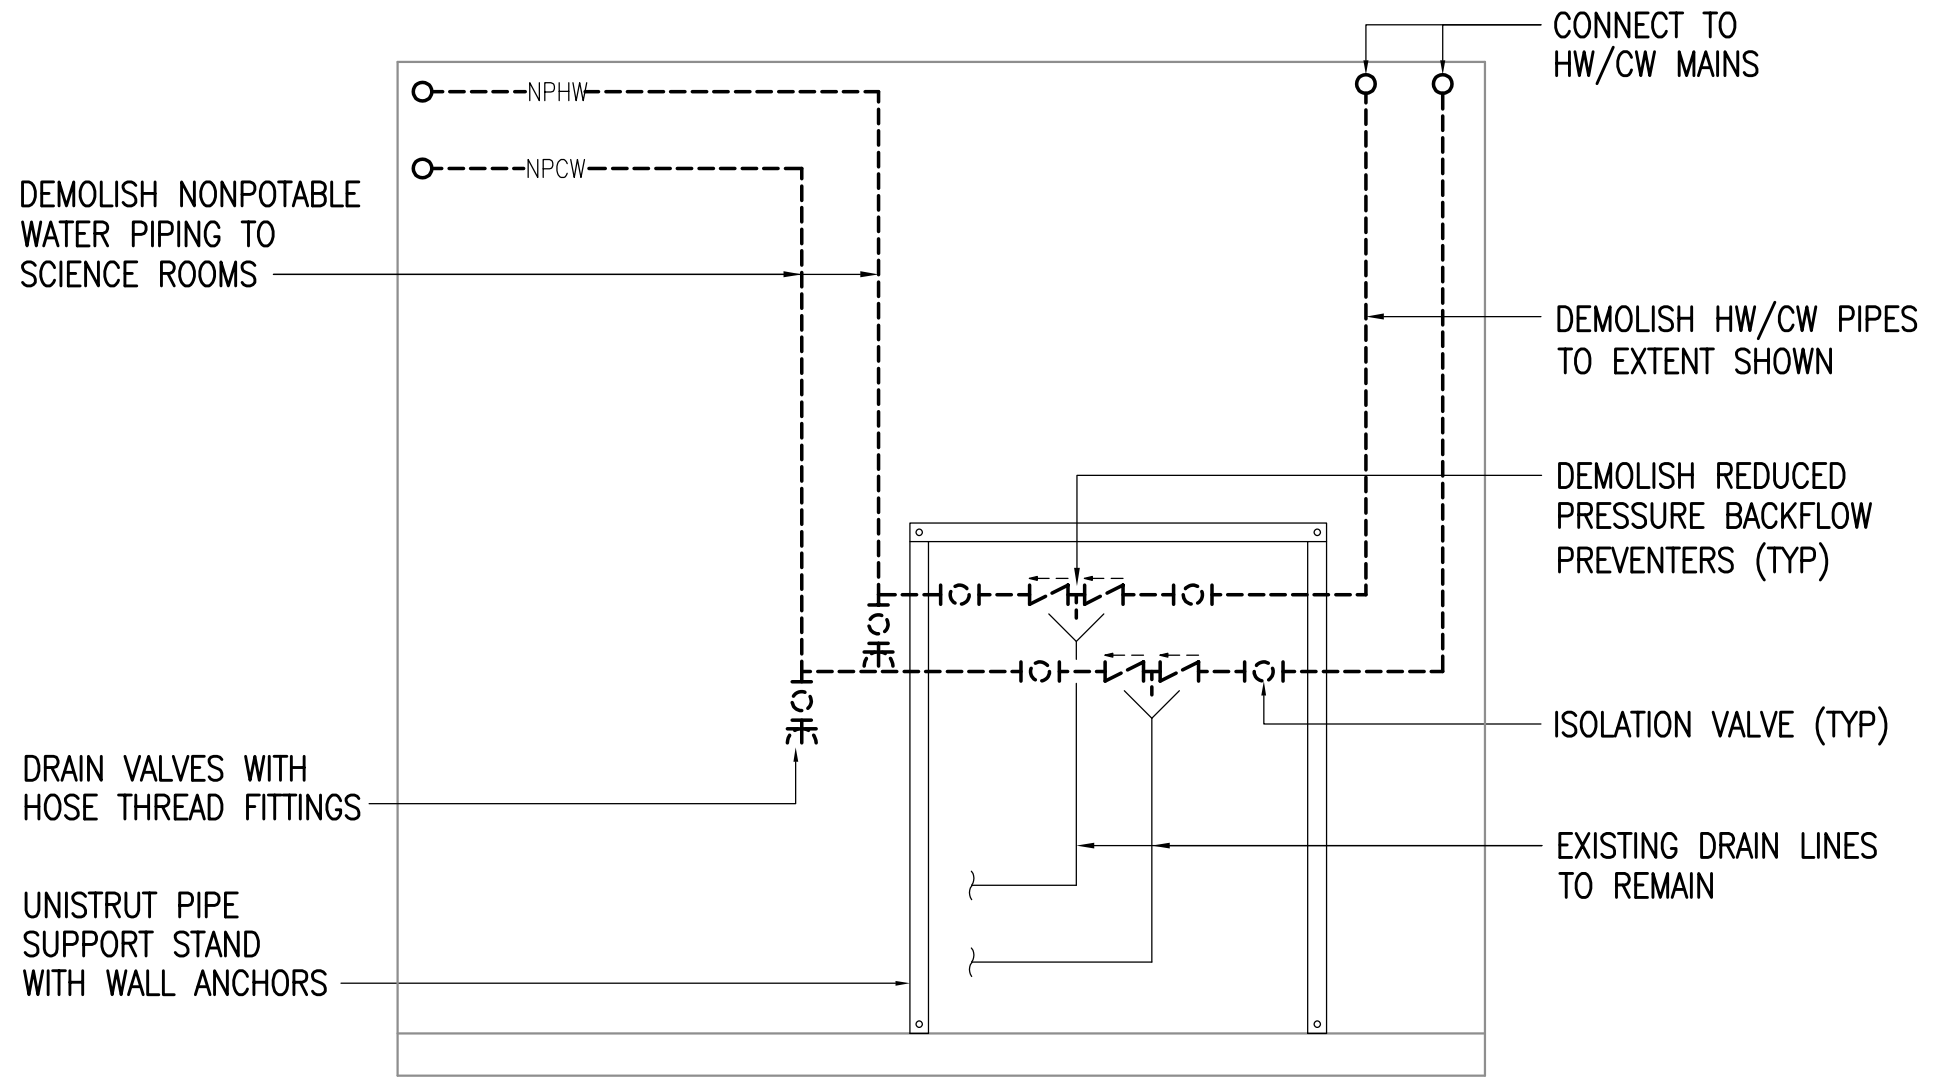 CONNECT TO
HW/CW MAINS
NPHW
NPCW
DEMOLISH NONPOTABLE
WATER PIPING TO
SCIENCE ROOMS
DEMOLISH HW/CW PIPES
TO EXTENT SHOWN
DEMOLISH REDUCED
PRESSURE BACKFLOW
PREVENTERS (TYP)
ISOLATION VALVE (TYP)
DRAIN VALVES WITH
HOSE THREAD FITTINGS
EXISTING DRAIN LINES
TO REMAIN
UNISTRUT PIPE
SUPPORT STAND
WITH WALL ANCHORS